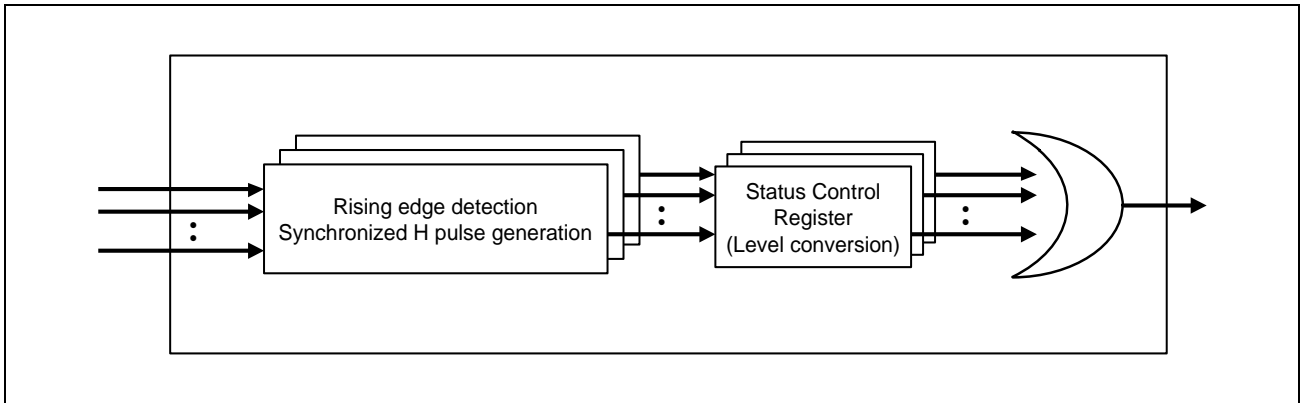 Rising edge detection
Synchronized H pulse generation
Status Control
Register
(Level conversion)